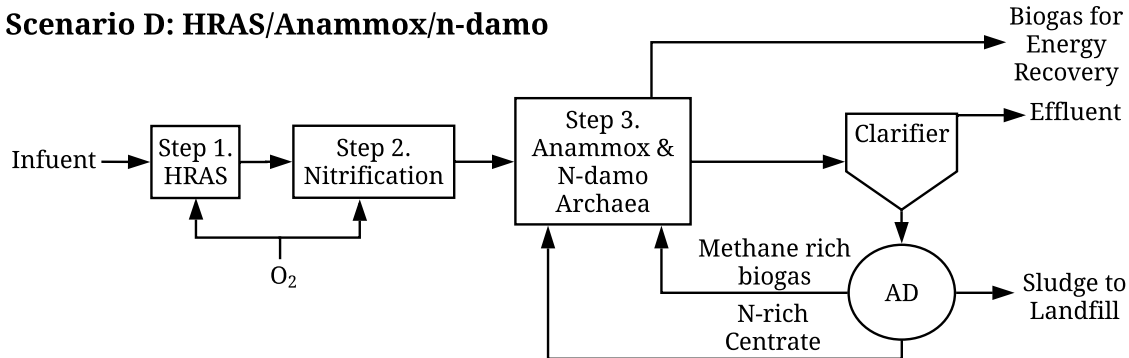 Scenario D: HRAS/Anammox/n-damo
Biogas for
Energy
Recovery
Infuent
Step 1.
HRAS
Step 2.
Nitrification
Step 3.
Anammox &
N-damo
Archaea
Clarifier
Effluent
O₂
Methane rich
biogas
AD
Sludge to
Landfill
N-rich
Centrate